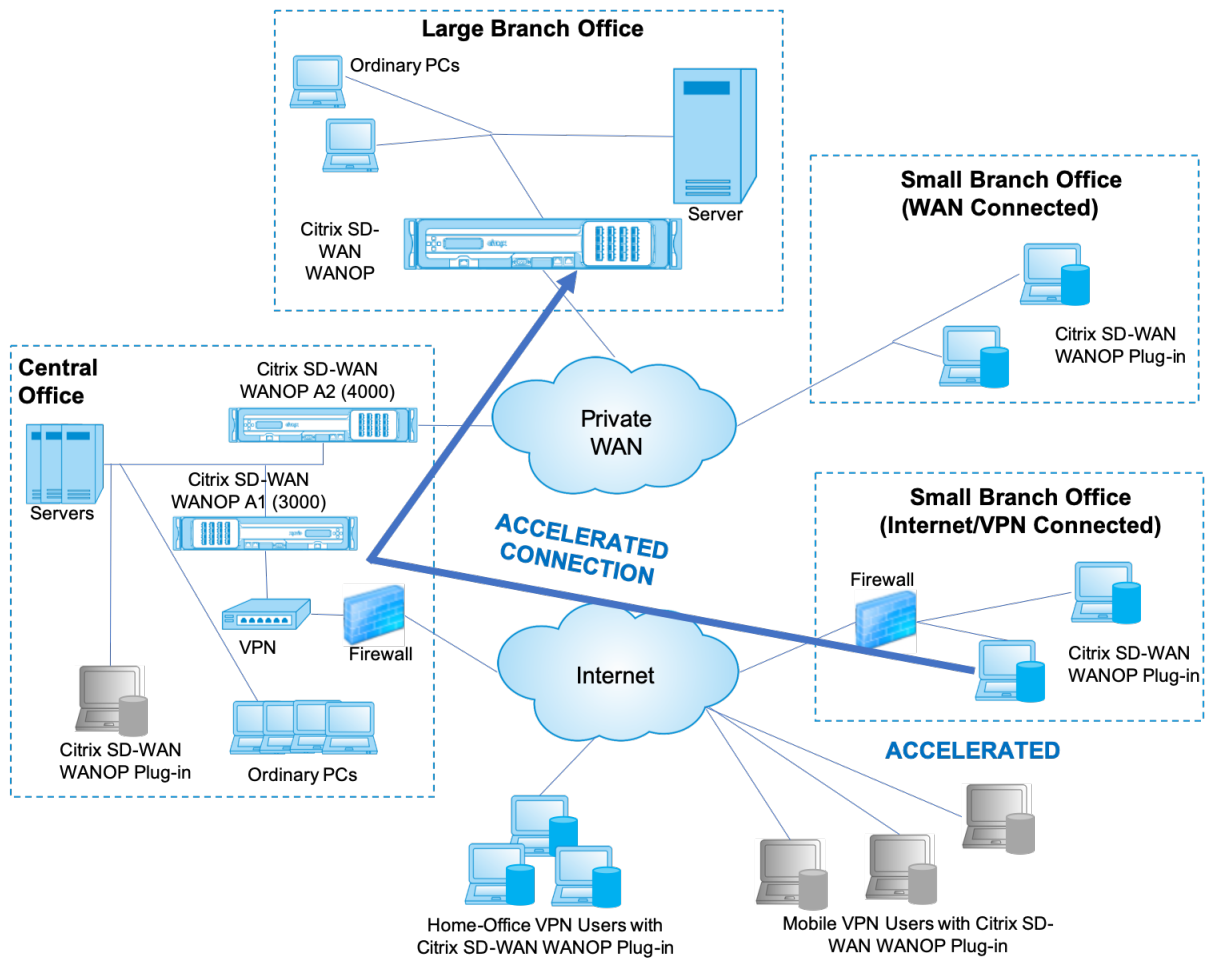 Large Branch Office
Ordinary PCs
Server
Citrix SD-
WAN
WANOP
Small Branch Office
(WAN Connected)
Citrix SD-WAN
WANOP Plug-in
Central
Office
Citrix SD-WAN
WANOP A2 (4000)
Private
WAN
Servers
Citrix SD-WAN
WANOP A1 (3000)
Small Branch Office
(Internet/VPN Connected)
ACCELERATED
CONNECTION
Firewall
VPN
Firewall
Internet
Citrix SD-WAN
WANOP Plug-in
Citrix SD-WAN
WANOP Plug-in
Ordinary PCs
ACCELERATED
Home-Office VPN Users with
Citrix SD-WAN WANOP Plug-in
Mobile VPN Users with Citrix SD-
WAN WANOP Plug-in